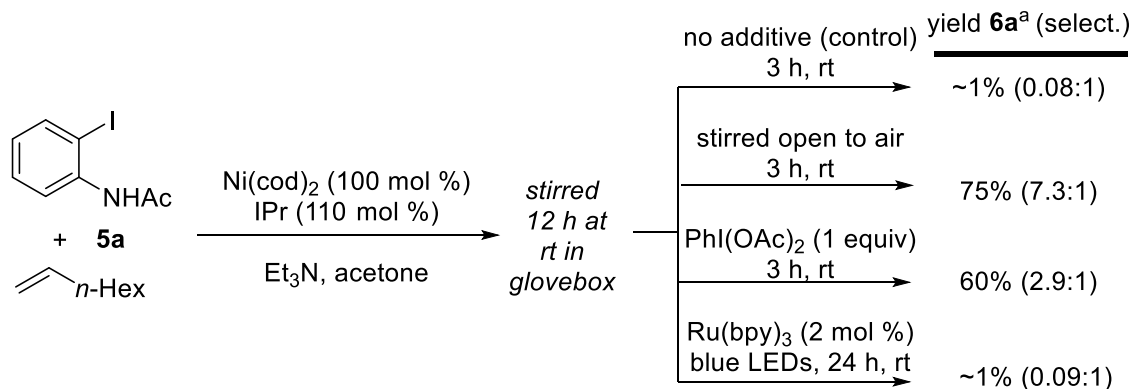 I
NHAc
+ 5a
n-Hex
Ni(cod)2 (100 mol %)
IPr (110 mol %)
Et3N, acetone
stirred
12 h at
rt in
glovebox
yield 6aᵃ (select.)
no additive (control)
3 h, rt
~1% (0.08:1)
stirred open to air
3 h, rt
75% (7.3:1)
PhI(OAc)2 (1 equiv)
3 h, rt
60% (2.9:1)
Ru(bpy)3 (2 mol %)
blue LEDs, 24 h, rt
~1% (0.09:1)